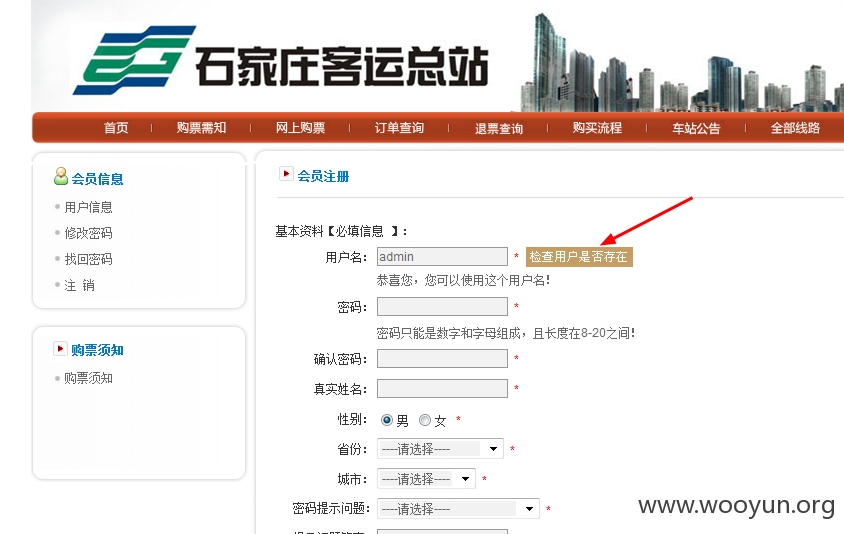 石家庄客运总站
首页 购票需知 网上购票 订单查询 退票查询 购买流程 车站公告 全部线路
会员信息
用户信息
修改密码
找回密码
注 销
购票须知
购票须知
会员注册
基本资料【必填信息 】:
用户名: admin * 检查用户是否存在
恭喜您，您可以使用这个用户名!
密码: *
密码只能是数字和字母组成，且长度在8-20之间!
确认密码: *
真实姓名: *
性别: 男 女 *
省份: ----请选择---- *
城市: ----请选择---- *
密码提示问题: ----请选择---- *
www.wooyun.org